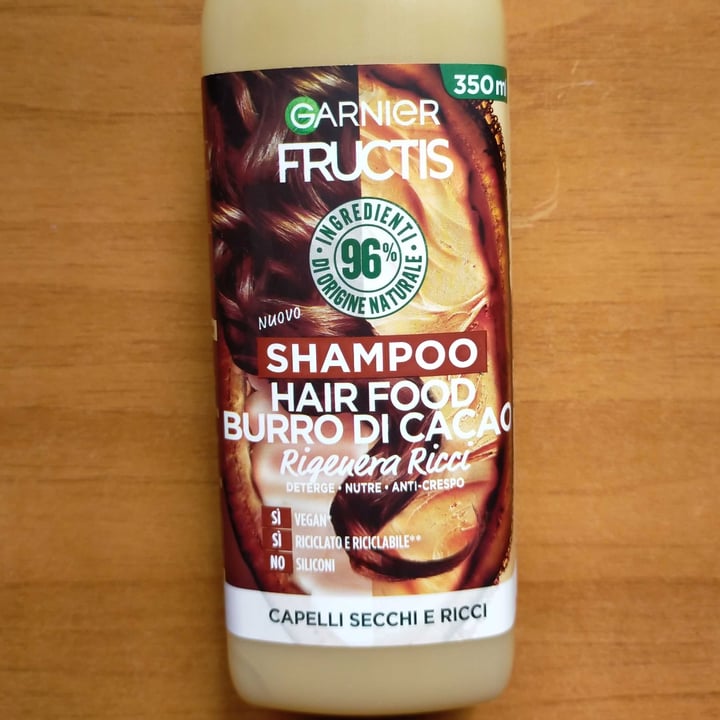 350 ml
GARNIER
FRUCTIS
INGREDIENTI
96%
DI ORIGINE NATURALE
NUOVO
SHAMPOO
HAIR FOOD
BURRO DI CACAO
Rigenera Ricci
DETERGE • NUTRE • ANTI-CRESPO
SÌ VEGAN*
SÌ RICICLATO E RICICLABILE**
NO SILICONI
CAPELLI SECCHI E RICCI